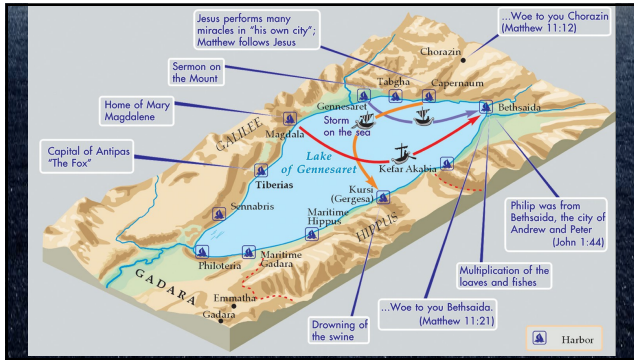 Jesus performs many
miracles in "his own city";
Matthew follows Jesus
...Woe to you Chorazin
(Matthew 11:12)
Sermon on
the Mount
Home of Mary
Magdalene
Capital of Antipas
"The Fox"
Chorazin
Tabgha
Capernaum
Gennesaret
Bethsaida
Storm
on the sea
GALILEE
Magdala
Lake
of Gennesaret
Kefar Akabia
Tiberias
Kursi
(Gergesa)
Sennabris
Maritime
Hippus
HIPPUS
Philoteria
Maritime
Gadara
GADARA
Emmatha
Gadara
Philip was from
Bethsaida, the city of
Andrew and Peter
(John 1:44)
Multiplication of the
loaves and fishes
...Woe to you Bethsaida.
(Matthew 11:21)
Drowning of
the swine
Harbor